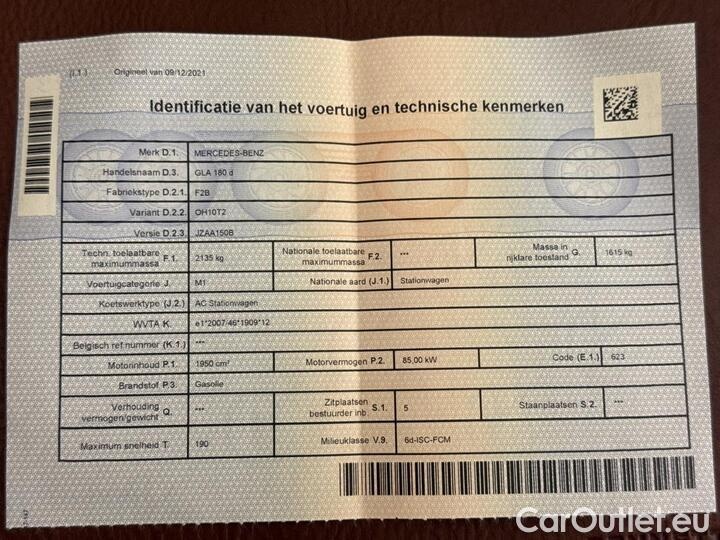 (I.1.) Origineel van 09/12/2021
Identificatie van het voertuig en technische kenmerken
Merk D.1. MERCEDES-BENZ
Handelsnaam D.3. GLA 180 d
Fabriekstype D.2.1. F2B
Variant D.2.2. OH10T2
Versie D.2.3. JZAA150B
Techn. toelaatbare maximummassa F.1. 2135 kg Nationale toelaatbare maximummassa F.2. *** Massa in rijklare toestand G. 1615 kg
Voertuigcategorie J. M1 Nationale aard (J.1.) Stationwagen
Koetswerktype (J.2.) AC Stationwagen
WVTA K. e1*2007/46*1909*12
Belgisch ref nummer (K.1.) ***
Motorinhoud P.1. 1950 cm³ Motorvermogen P.2. 85,00 kW Code (E.1.) 623
Brandstof P.3. Gasolie
Verhouding vermogen/gewicht Q. *** Zitplaatsen bestuurder inb. S.1. 5 Staanplaatsen S.2. ***
Maximum snelheid T. 190 Milieuklasse V.9. 6d-ISC-FCM
CarOutlet.eu